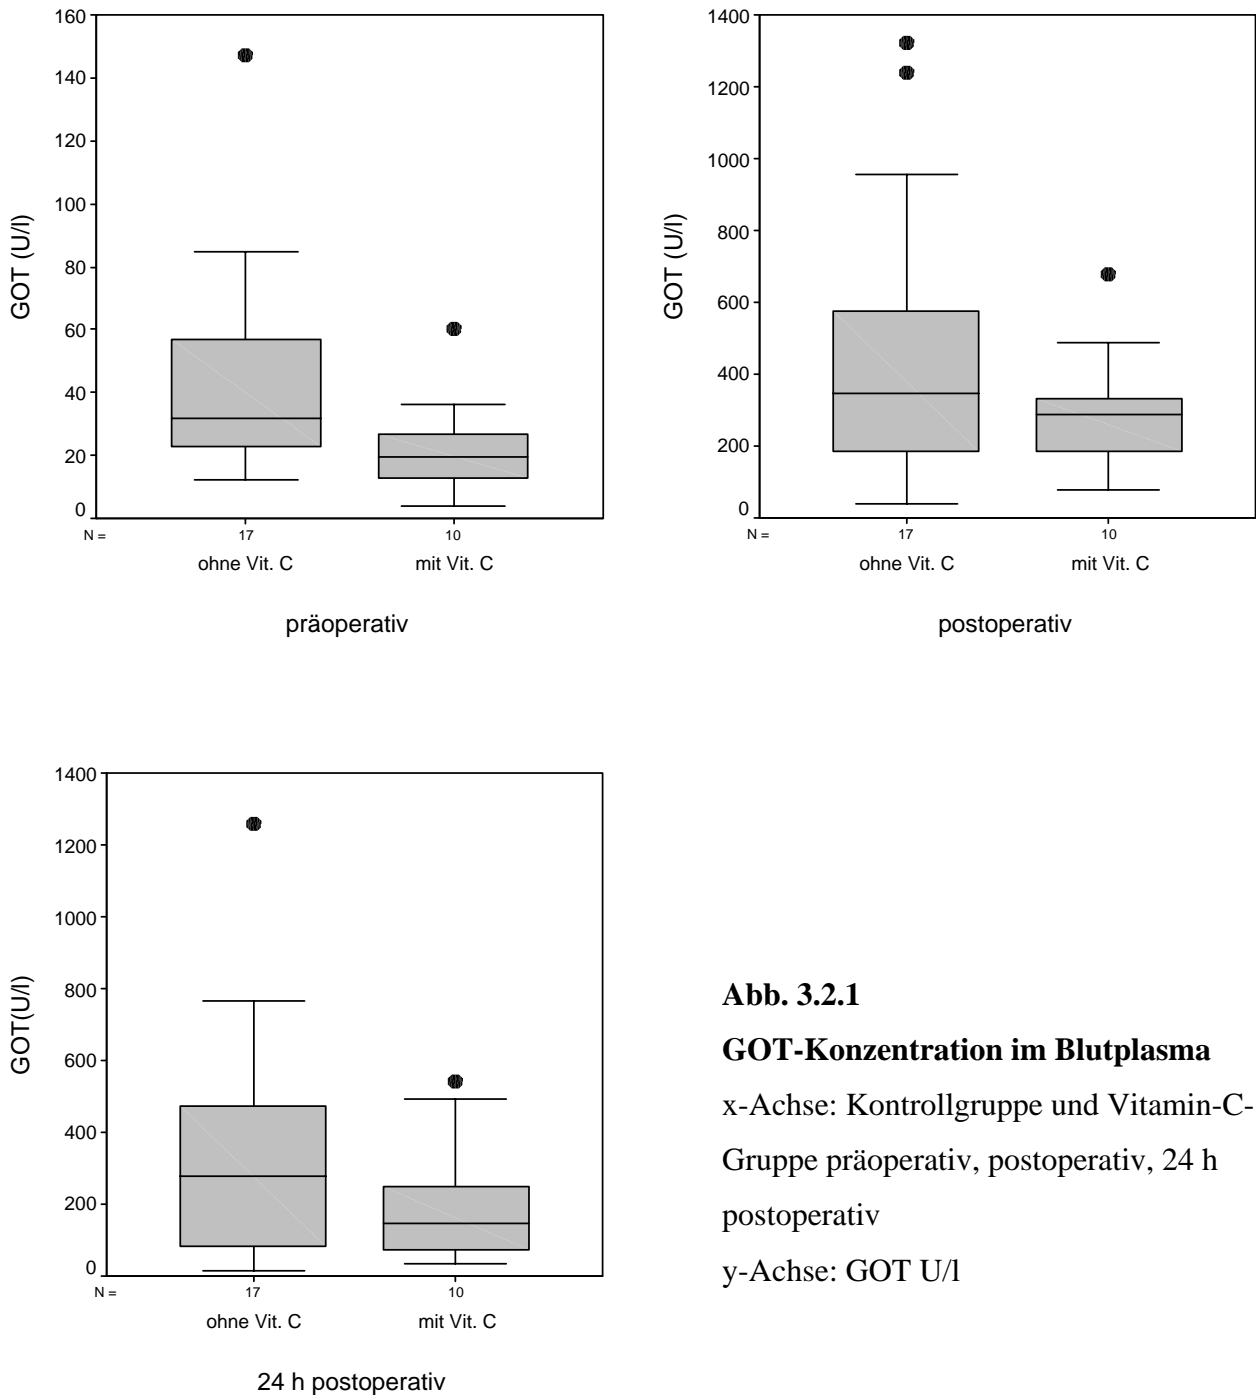 160
140
120
100
80
60
40
20
0
GOT (U/l)
N =
17
10
ohne Vit. C
mit Vit. C
präoperativ
1400
1200
1000
800
600
400
200
0
GOT (U/l)
N =
17
10
ohne Vit. C
mit Vit. C
postoperativ
1400
1200
1000
800
600
400
200
0
GOT(U/l)
N =
17
10
ohne Vit. C
mit Vit. C
24 h postoperativ
Abb. 3.2.1
GOT-Konzentration im Blutplasma
x-Achse: Kontrollgruppe und Vitamin-C-
Gruppe präoperativ, postoperativ, 24 h
postoperativ
y-Achse: GOT U/l